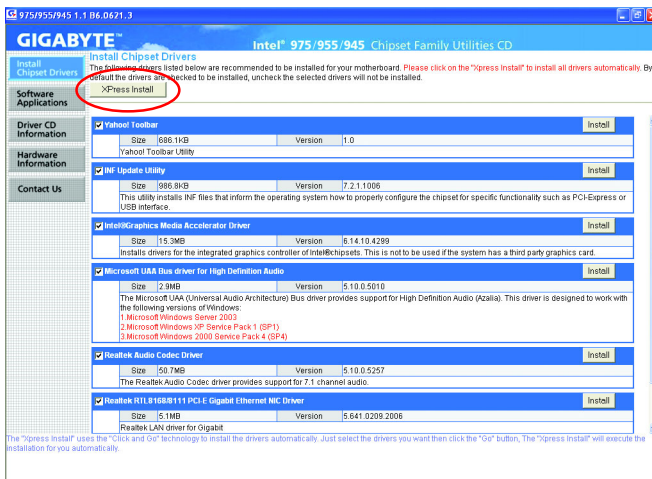 975/955/945 1.1 B6.0621.3
GIGABYTE™
Intel® 975/955/945 Chipset Family Utilities CD
Install
Chipset Drivers
Software
Applications
Driver CD
Information
Hardware
Information
Contact Us
Install Chipset Drivers
The following drivers listed below are recommended to be installed for your motherboard. Please click on the "Xpress Install" to install all drivers automatically. By
default the drivers are checked to be installed, uncheck the selected drivers will not be installed.
XPress Install
Yahoo! Toolbar Install
Size 686.1KB Version 1.0
Yahoo! Toolbar Utility
INF Update Utility Install
Size 986.8KB Version 7.2.1.1006
This utility installs INF files that inform the operating system how to properly configure the chipset for specific functionality such as PCI-Express or
USB interface.
Intel®Graphics Media Accelerator Driver Install
Size 15.3MB Version 6.14.10.4299
Installs drivers for the integrated graphics controller of Intel®chipsets. This is not to be used if the system has a third party graphics card.
Microsoft UAA Bus driver for High Definition Audio Install
Size 2.9MB Version 5.10.0.5010
The Microsoft UAA (Universal Audio Architecture) Bus driver provides support for High Definition Audio (Azalia). This driver is designed to work with
the following versions of Windows:
1.Microsoft Windows Server 2003
2.Microsoft Windows XP Service Pack 1 (SP1)
3.Microsoft Windows 2000 Service Pack 4 (SP4)
Realtek Audio Codec Driver Install
Size 50.7MB Version 5.10.0.5257
The Realtek Audio Codec driver provides support for 7.1 channel audio.
Realtek RTL8168/8111 PCI-E Gigabit Ethernet NIC Driver Install
Size 5.1MB Version 5.641.0209.2006
Realtek LAN driver for Gigabit
The "Xpress Install" uses the "Click and Go" technology to install the drivers automatically. Just select the drivers you want then click the "Go" button, The "Xpress Install" will execute the
installation for you automatically.